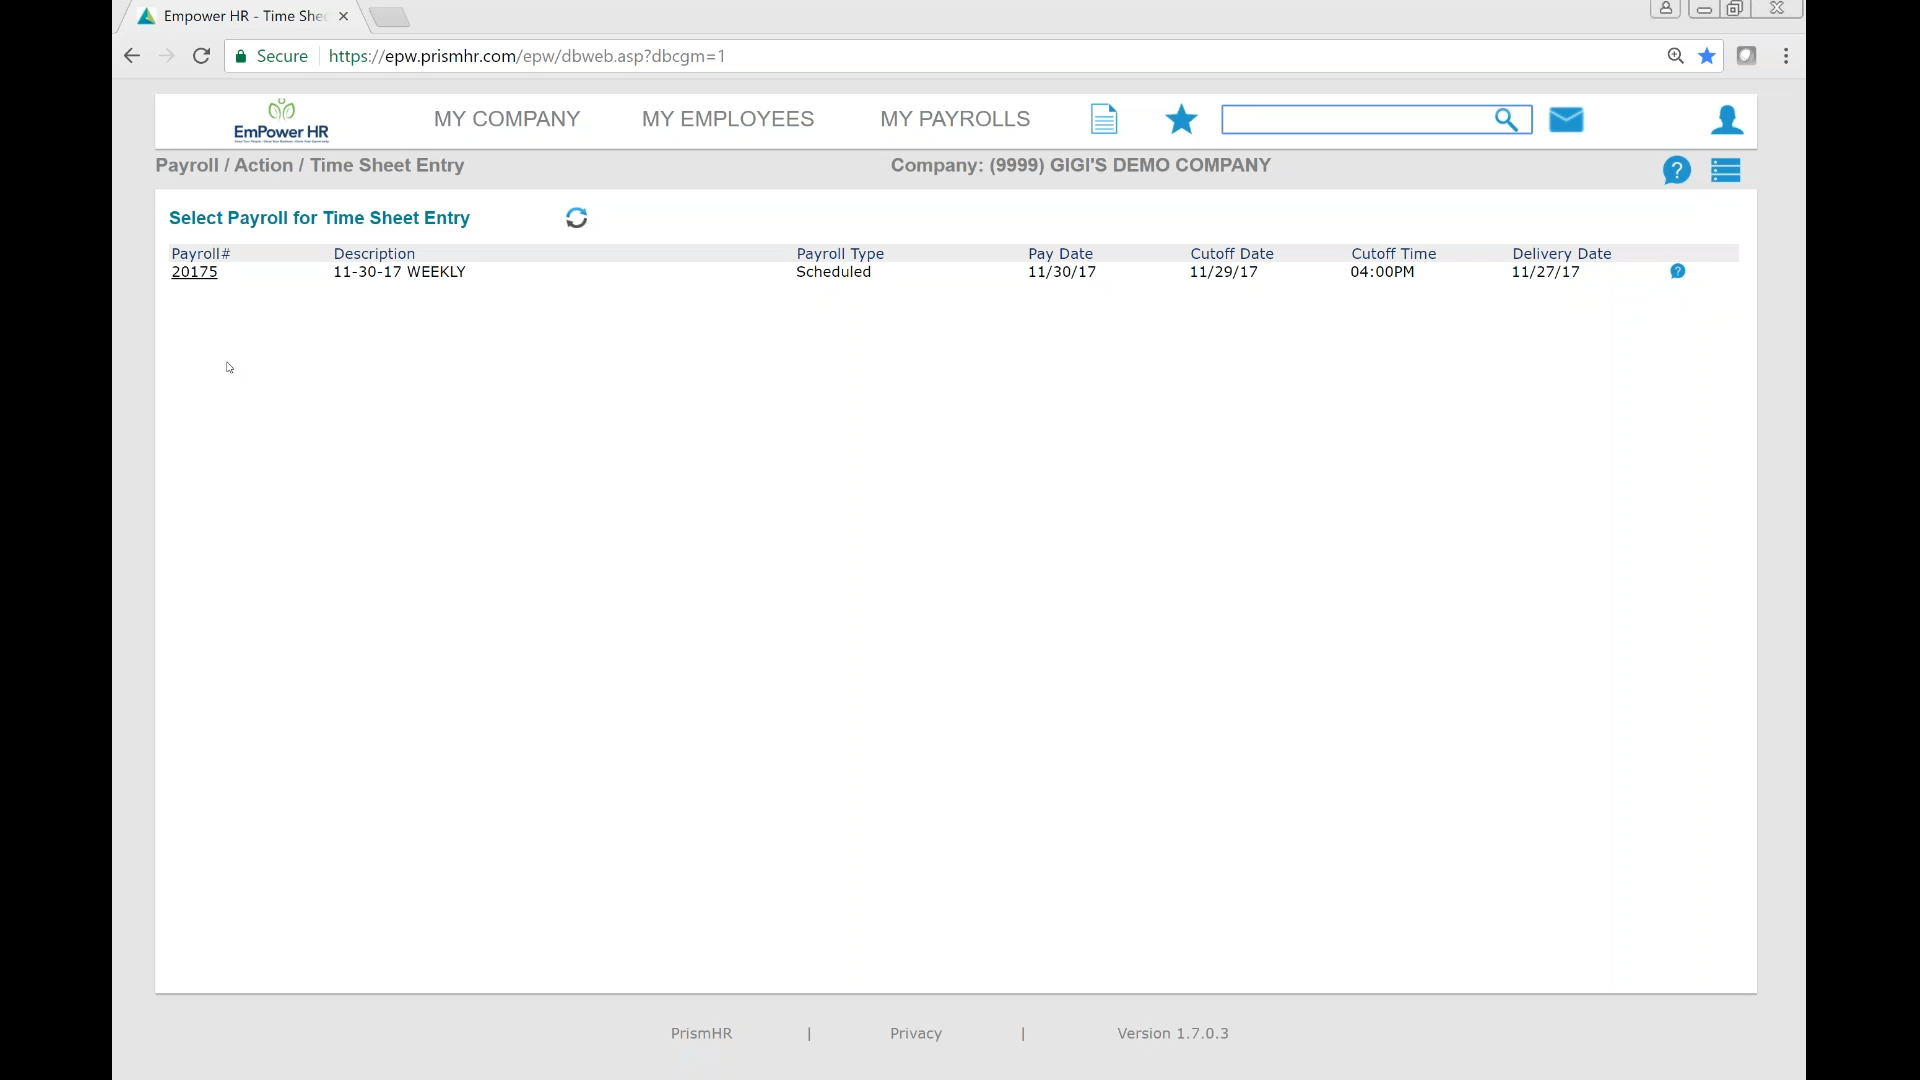 Empower HR - Time Shee
Secure https://epw.prismhr.com/epw/dbweb.asp?dbcgm=1
EmPower HR
MY COMPANY MY EMPLOYEES MY PAYROLLS
Payroll / Action / Time Sheet Entry Company: (9999) GIGI'S DEMO COMPANY
Select Payroll for Time Sheet Entry
Payroll# Description Payroll Type Pay Date Cutoff Date Cutoff Time Delivery Date
20175 11-30-17 WEEKLY Scheduled 11/30/17 11/29/17 04:00PM 11/27/17
PrismHR | Privacy | Version 1.7.0.3